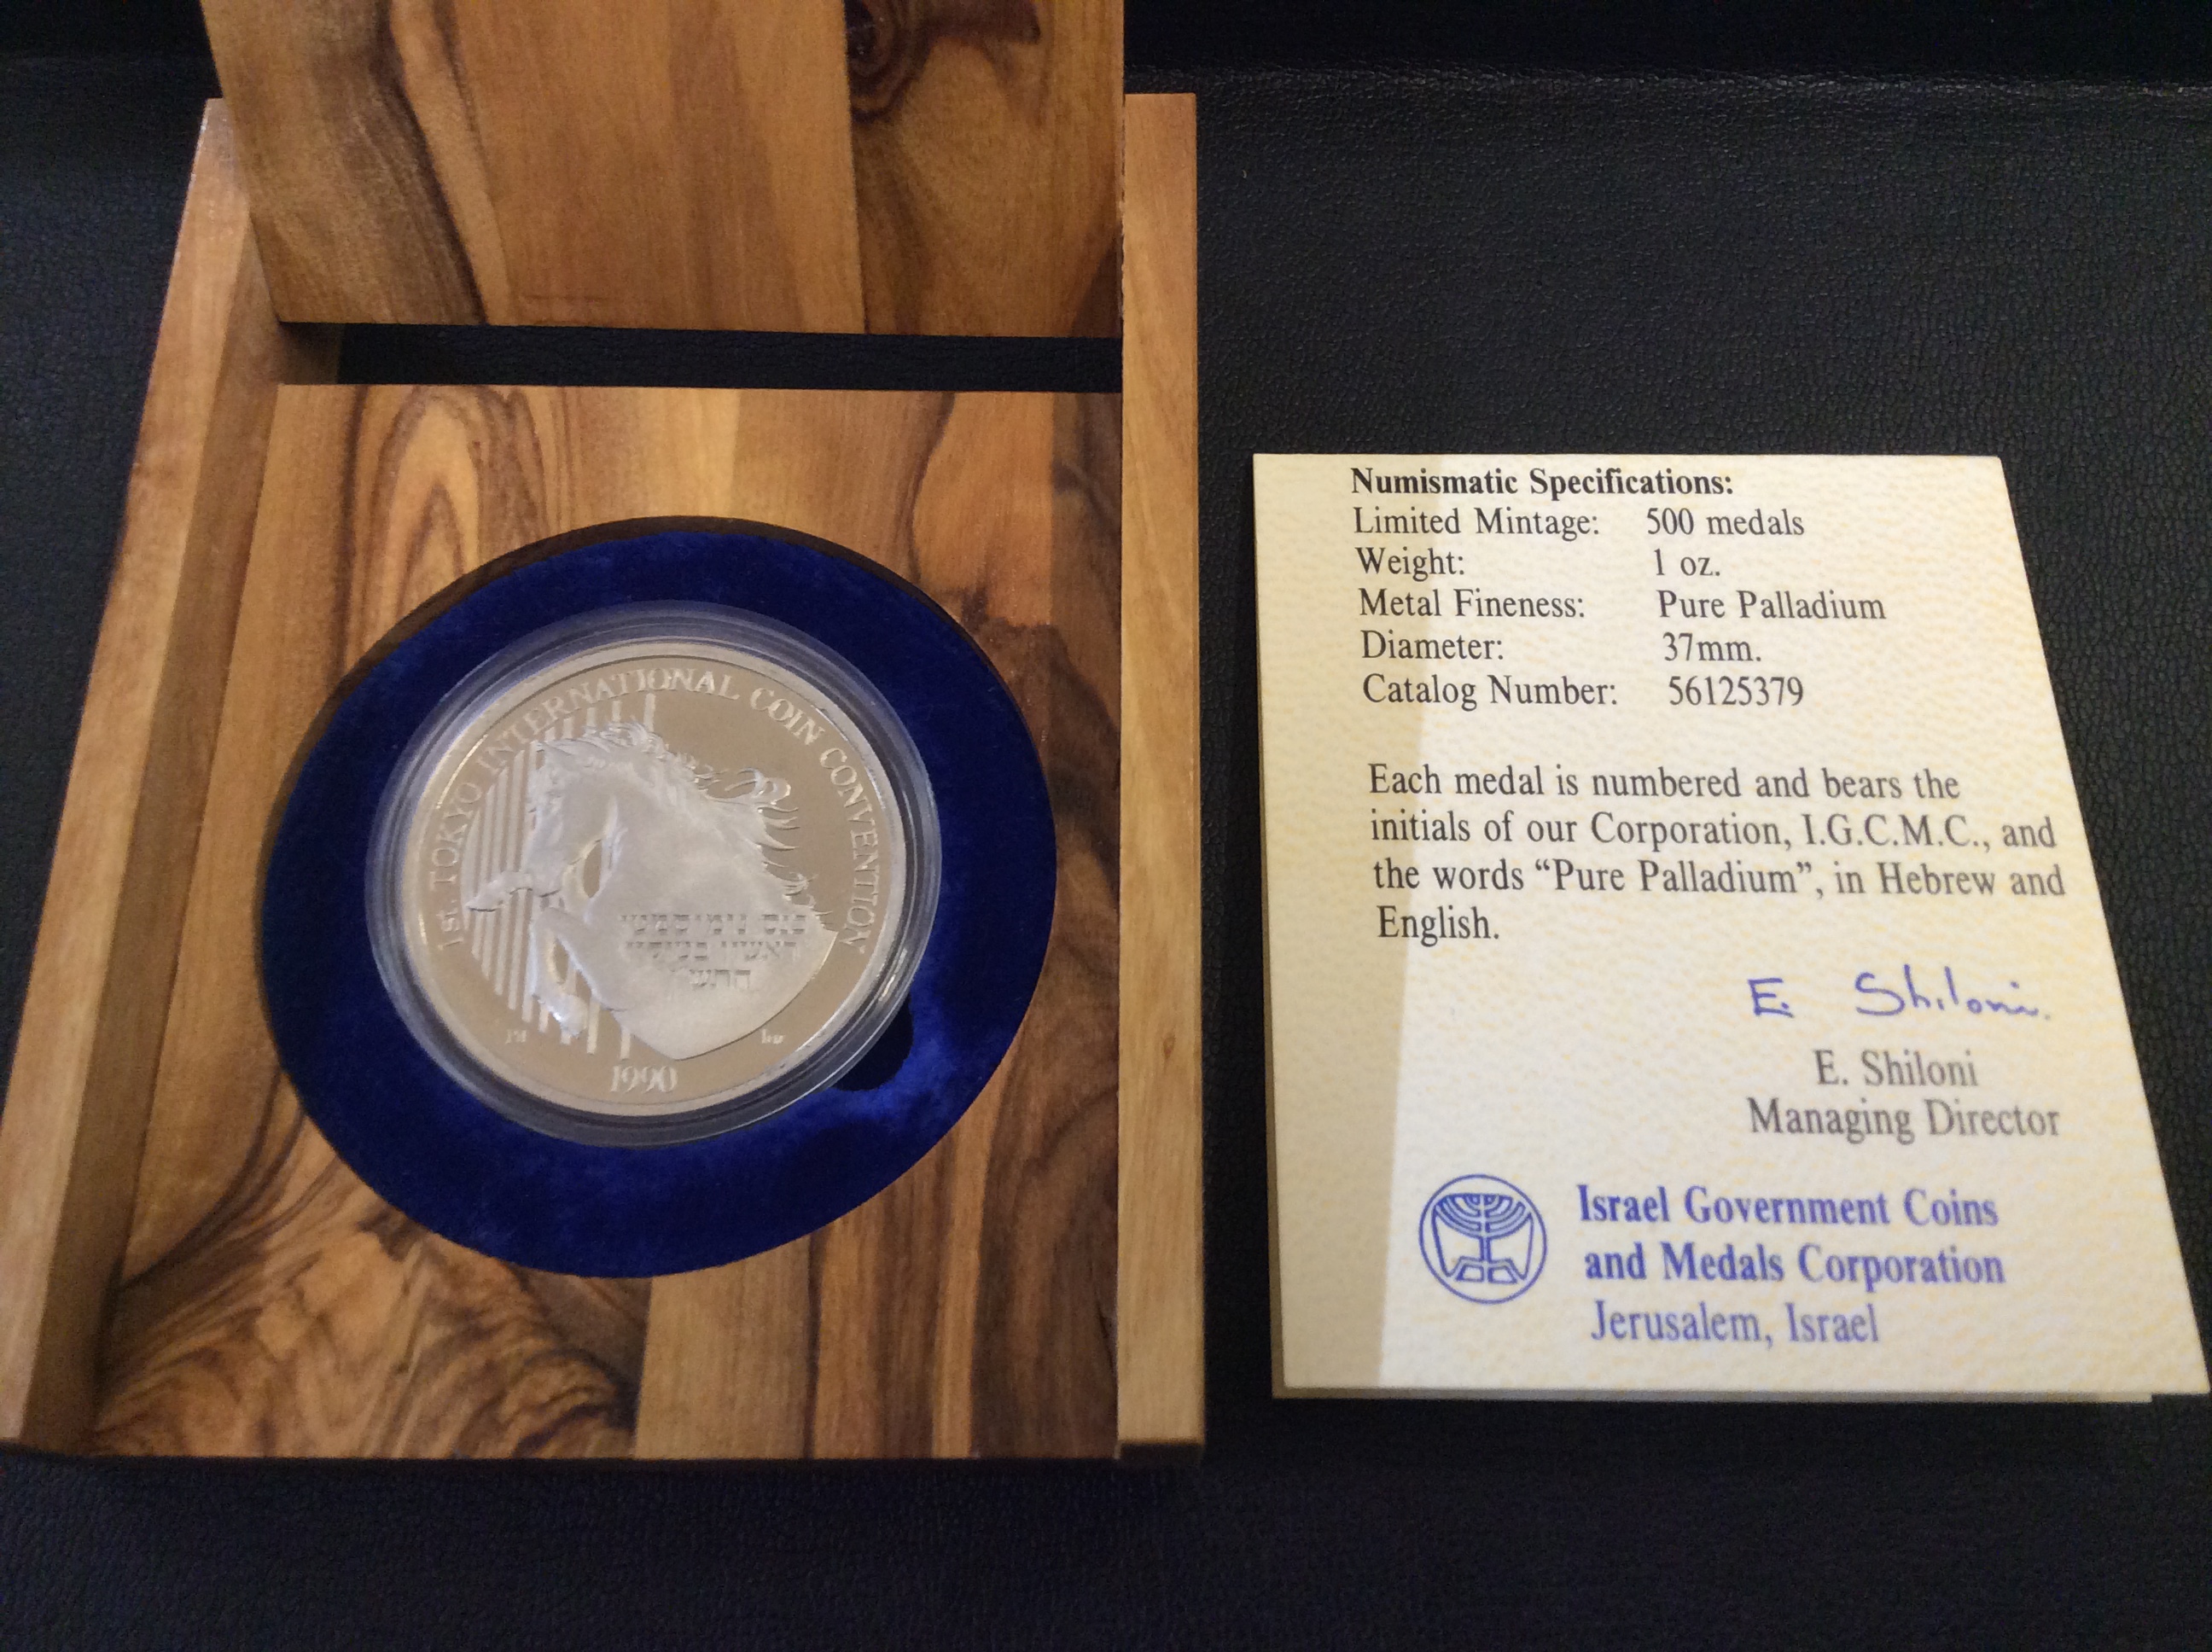 1st. TOKYO INTERNATIONAL COIN CONVENTION
1990
Numismatic Specifications:
Limited Mintage: 500 medals
Weight: 1 oz.
Metal Fineness: Pure Palladium
Diameter: 37mm.
Catalog Number: 56125379
Each medal is numbered and bears the
initials of our Corporation, I.G.C.M.C., and
the words “Pure Palladium”, in Hebrew and
English.
E. Shiloni.
E. Shiloni
Managing Director
Israel Government Coins
and Medals Corporation
Jerusalem, Israel